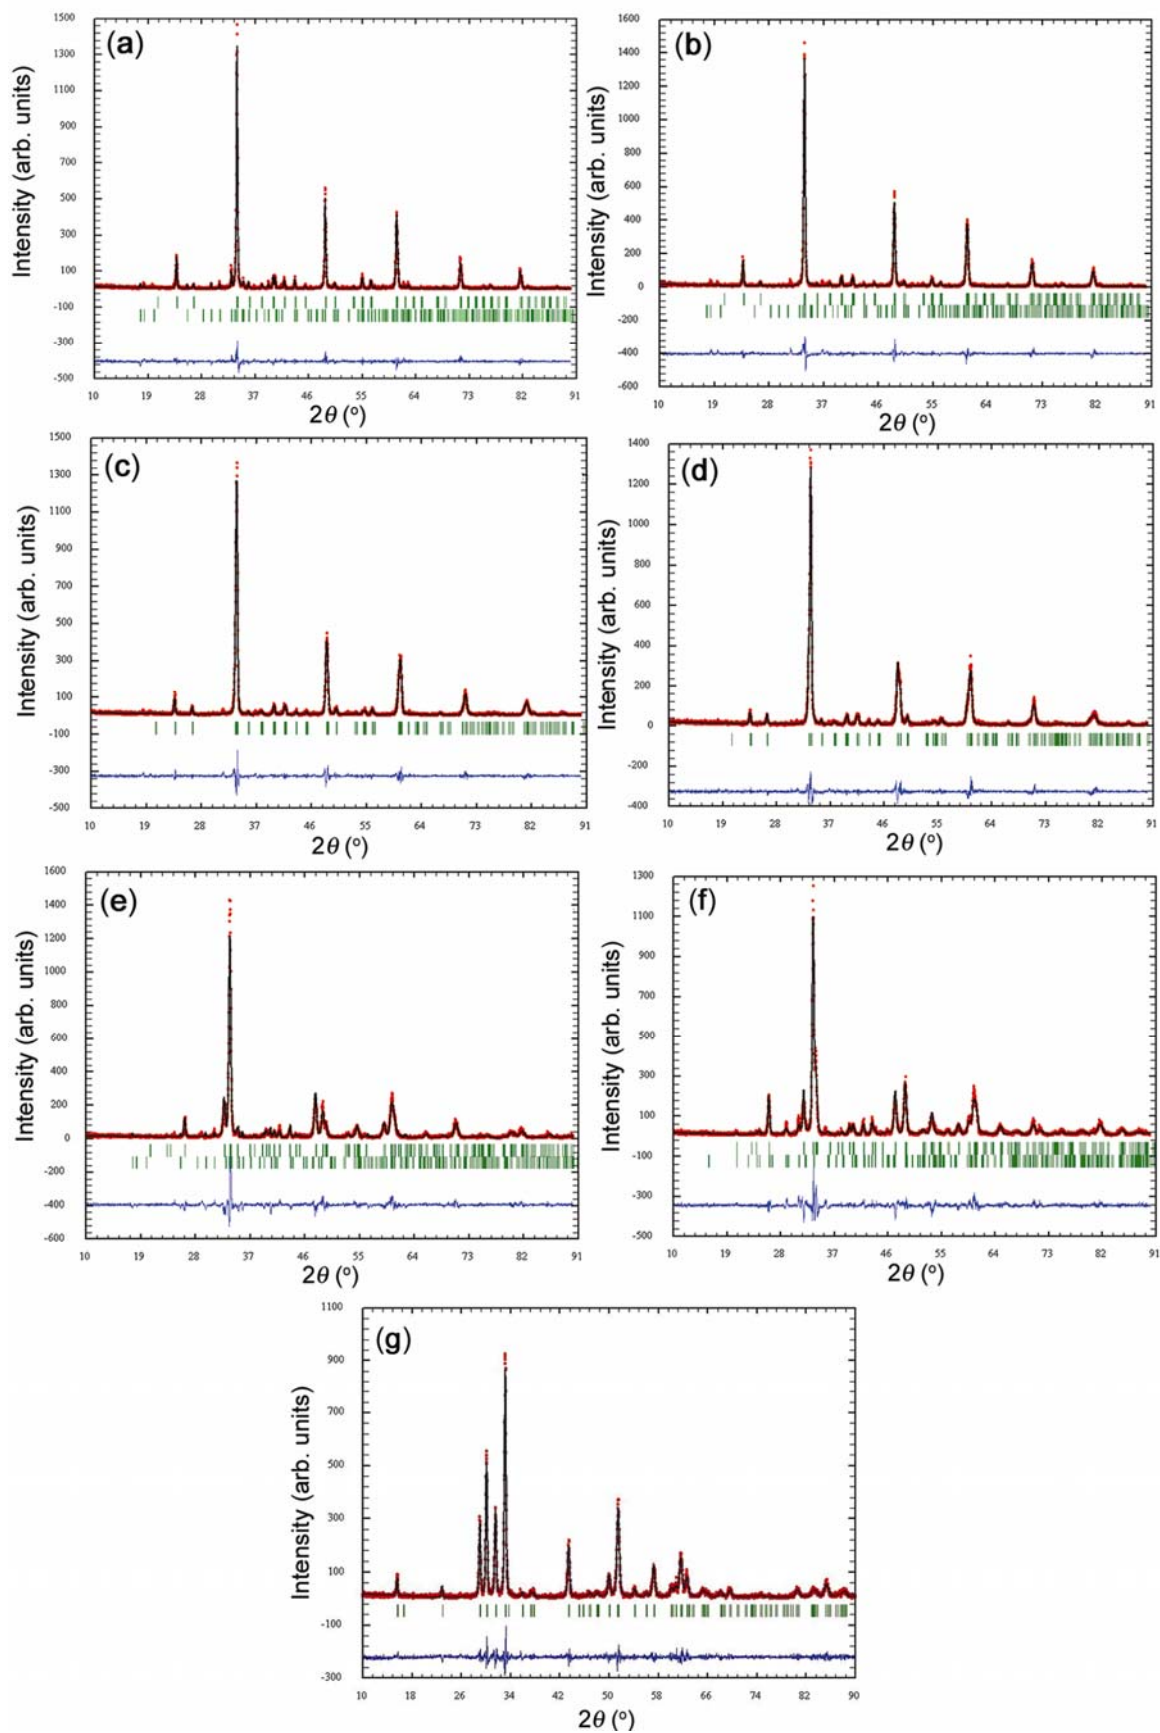 (a)
Intensity (arb. units)
1500
1300
1100
900
700
500
300
100
-100
-300
-500
10 19 28 37 46 55 64 73 82 91
2θ (°)
(b)
Intensity (arb. units)
1600
1400
1200
1000
800
600
400
200
0
-200
-400
-600
10 19 28 37 46 55 64 73 82 91
2θ (°)
(c)
Intensity (arb. units)
1500
1300
1100
900
700
500
300
100
-100
-300
-500
10 19 28 37 46 55 64 73 82 91
2θ (°)
(d)
Intensity (arb. units)
1400
1200
1000
800
600
400
200
0
-200
-400
10 19 28 37 46 55 64 73 82 91
2θ (°)
(e)
Intensity (arb. units)
1600
1400
1200
1000
800
600
400
200
0
-200
-400
-600
10 19 28 37 46 55 64 73 82 91
2θ (°)
(f)
Intensity (arb. units)
1300
1100
900
700
500
300
100
-100
-300
-500
10 19 28 37 46 55 64 73 82 91
2θ (°)
(g)
Intensity (arb. units)
1100
900
700
500
300
100
-100
-300
10 18 26 34 42 50 58 66 74 82 90
2θ (°)